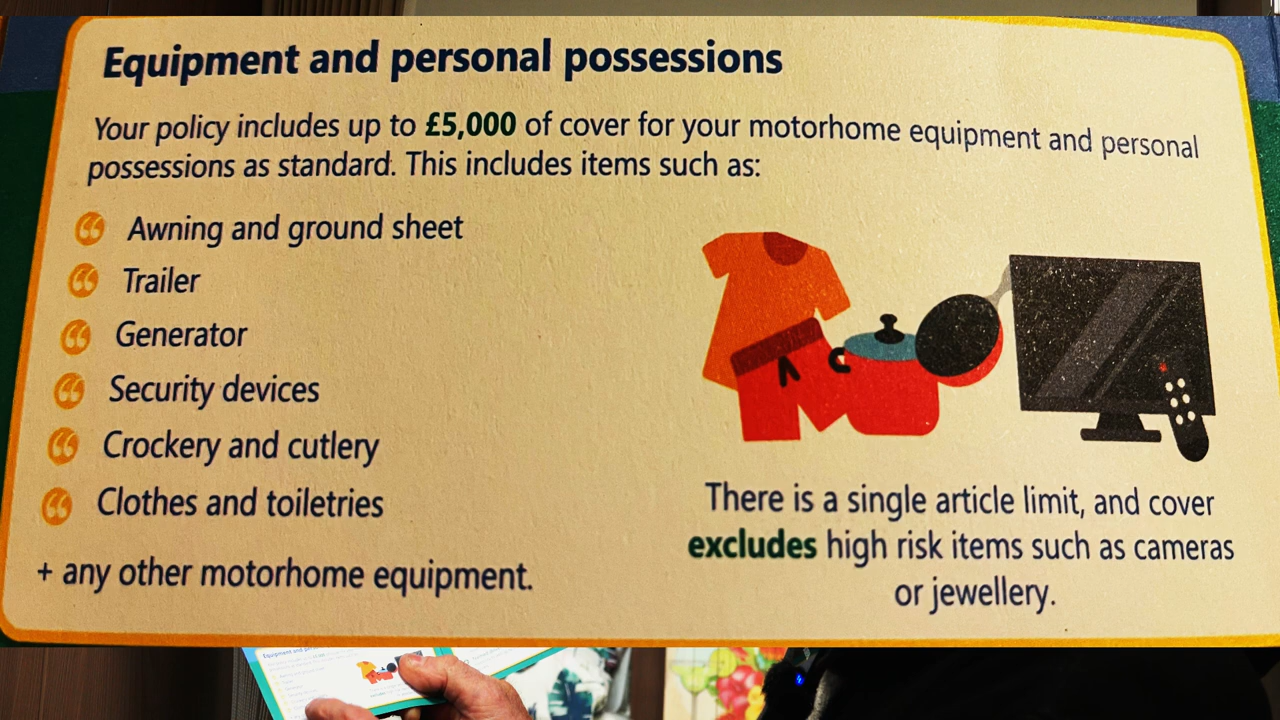 Equipment and personal possessions
Your policy includes up to £5,000 of cover for your motorhome equipment and personal
possessions as standard. This includes items such as:
Awning and ground sheet
Trailer
Generator
Security devices
Crockery and cutlery
Clothes and toiletries
+ any other motorhome equipment.
There is a single article limit, and cover
excludes high risk items such as cameras
or jewellery.